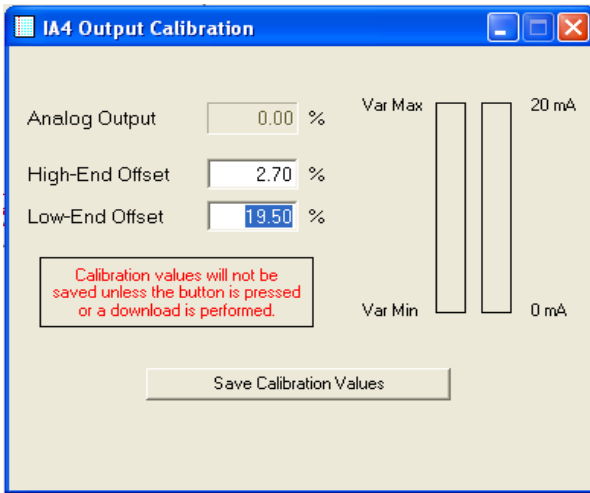 IA4 Output Calibration
Analog Output 0.00 %
High-End Offset 2.70 %
Low-End Offset 19.50 %
Calibration values will not be
saved unless the button is pressed
or a download is performed.
Var Max 20 mA
Var Min 0 mA
Save Calibration Values